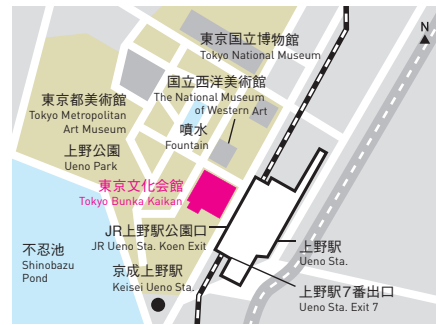 N
東京国立博物館
Tokyo National Museum
国立西洋美術館
The National Museum
of Western Art
東京都美術館
Tokyo Metropolitan
Art Museum
噴水
Fountain
上野公園
Ueno Park
東京文化会館
Tokyo Bunka Kaikan
JR上野駅公園口
JR Ueno Sta. Koen Exit
上野駅
Ueno Sta.
不忍池
Shinobazu
Pond
京成上野駅
Keisei Ueno Sta.
上野駅7番出口
Ueno Sta. Exit 7